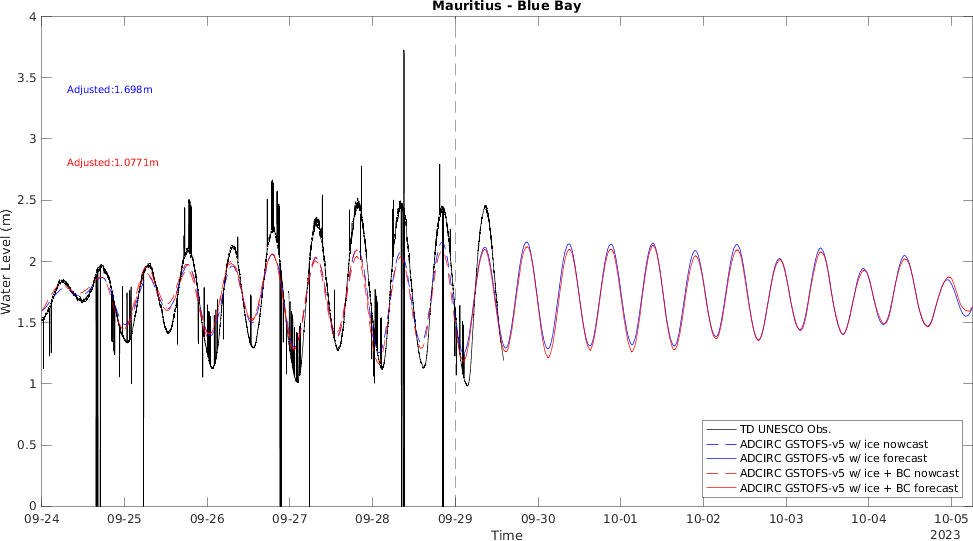 Mauritius - Blue Bay
4
3.5
3
2.5
2
1.5
1
0.5
0
Water Level (m)
Adjusted:1.698m
Adjusted:1.0771m
TD UNESCO Obs.
ADCIRC GSTOFS-v5 w/ ice nowcast
ADCIRC GSTOFS-v5 w/ ice forecast
ADCIRC GSTOFS-v5 w/ ice + BC nowcast
ADCIRC GSTOFS-v5 w/ ice + BC forecast
09-24 09-25 09-26 09-27 09-28 09-29 09-30 10-01 10-02 10-03 10-04 10-05
Time
2023